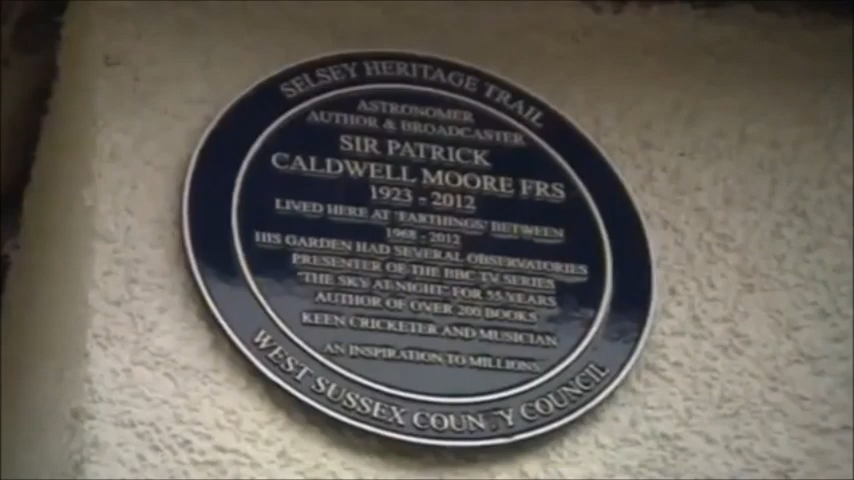 SELSEY HERITAGE TRAIL
ASTRONOMER
AUTHOR & BROADCASTER
SIR PATRICK
CALDWELL MOORE FRS
1923 - 2012
LIVED HERE AT 'FARTHINGS' BETWEEN
1968 - 2012
HIS GARDEN HAD SEVERAL OBSERVATORIES
PRESENTER OF THE BBC TV SERIES
"THE SKY AT NIGHT" FOR 55 YEARS
AUTHOR OF OVER 200 BOOKS
KEEN CRICKETER AND MUSICIAN
AN INSPIRATION TO MILLIONS
WEST SUSSEX COUNTY COUNCIL